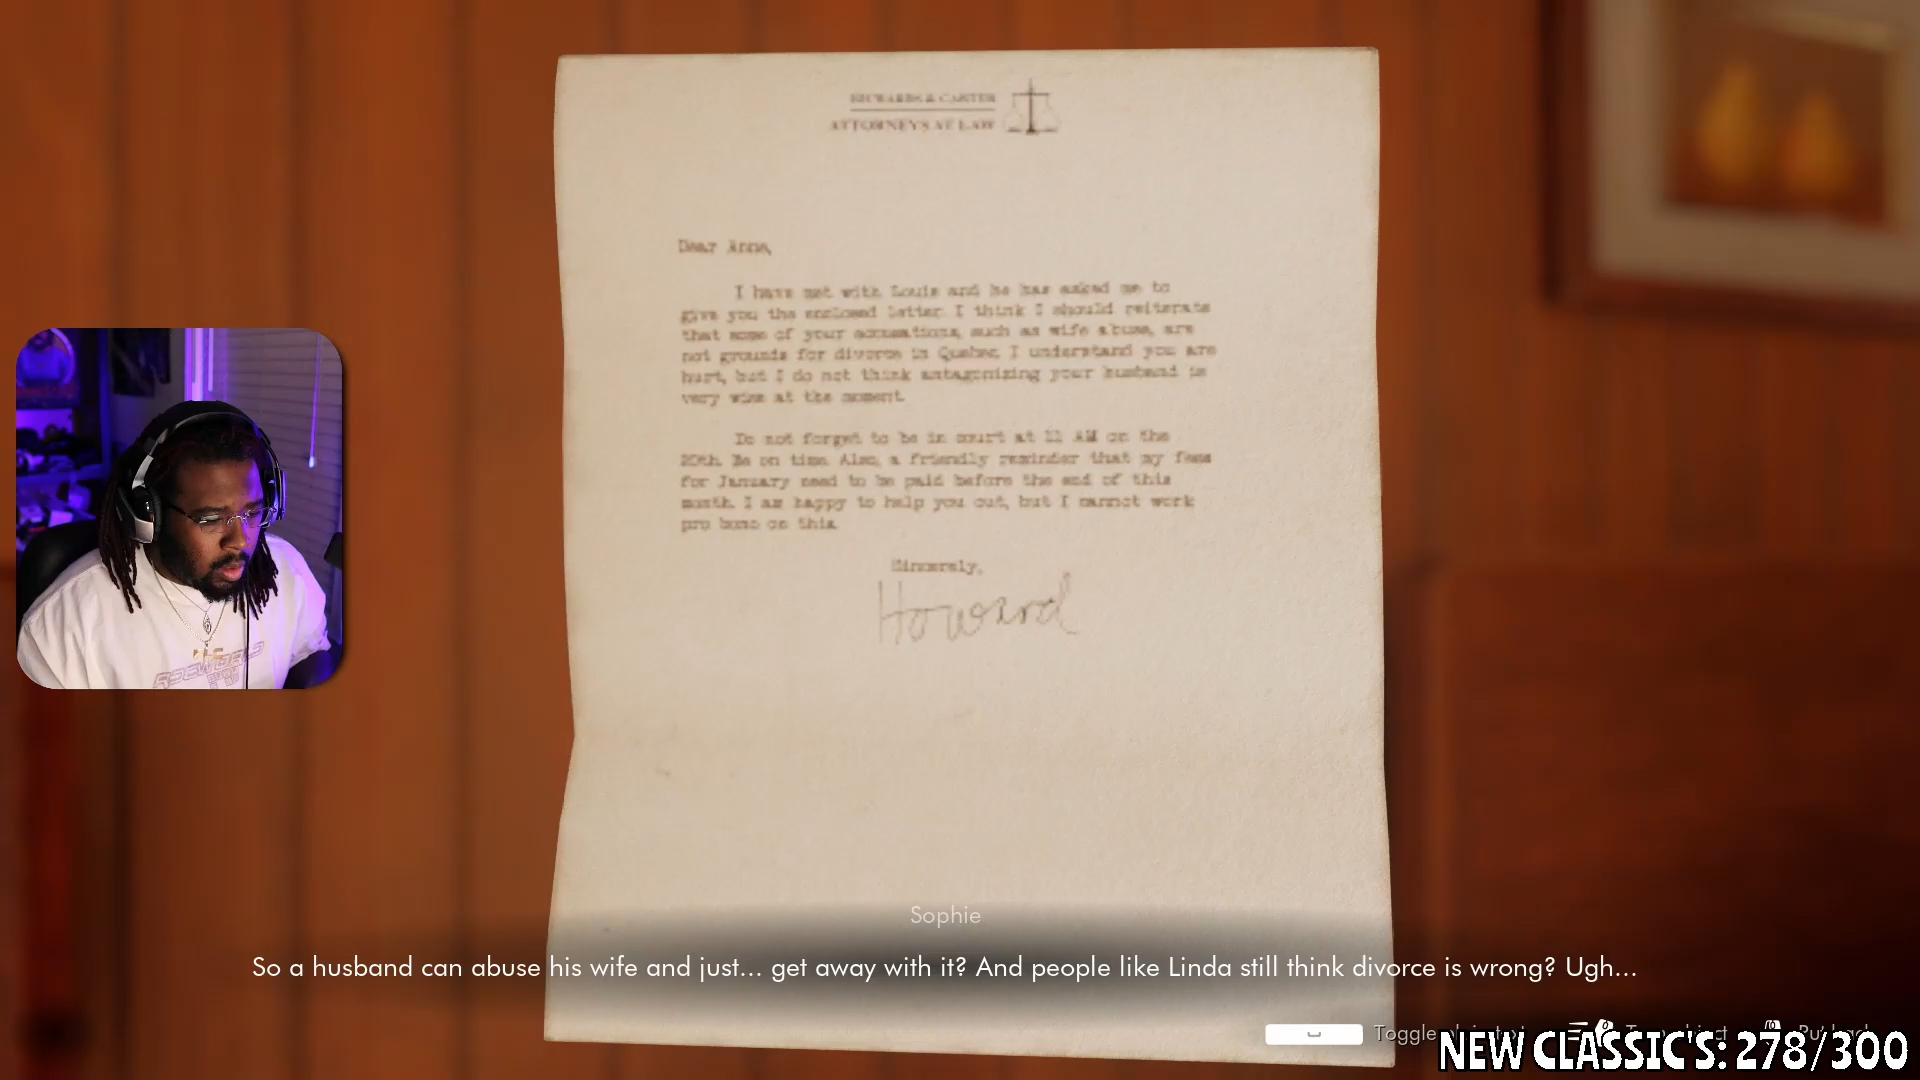 RICHARDS & CARTER
ATTORNEYS AT LAW
Dear Anne,
I have met with Louis and he has asked me to
give you the enclosed letter. I think I should reiterate
that some of your accusations, such as wife abuse, are
not grounds for divorce in Quebec. I understand you are
hurt, but I do not think antagonizing your husband is
very wise at the moment.
Do not forget to be in court at 11 AM on the
20th. Be on time. Also, a friendly reminder that my fees
for January need to be paid before the end of this
month. I am happy to help you out, but I cannot work
pro bono on this.
Sincerely,
Howard
Sophie
So a husband can abuse his wife and just... get away with it? And people like Linda still think divorce is wrong? Ugh...
Toggle
NEW CLASSIC'S: 278/300